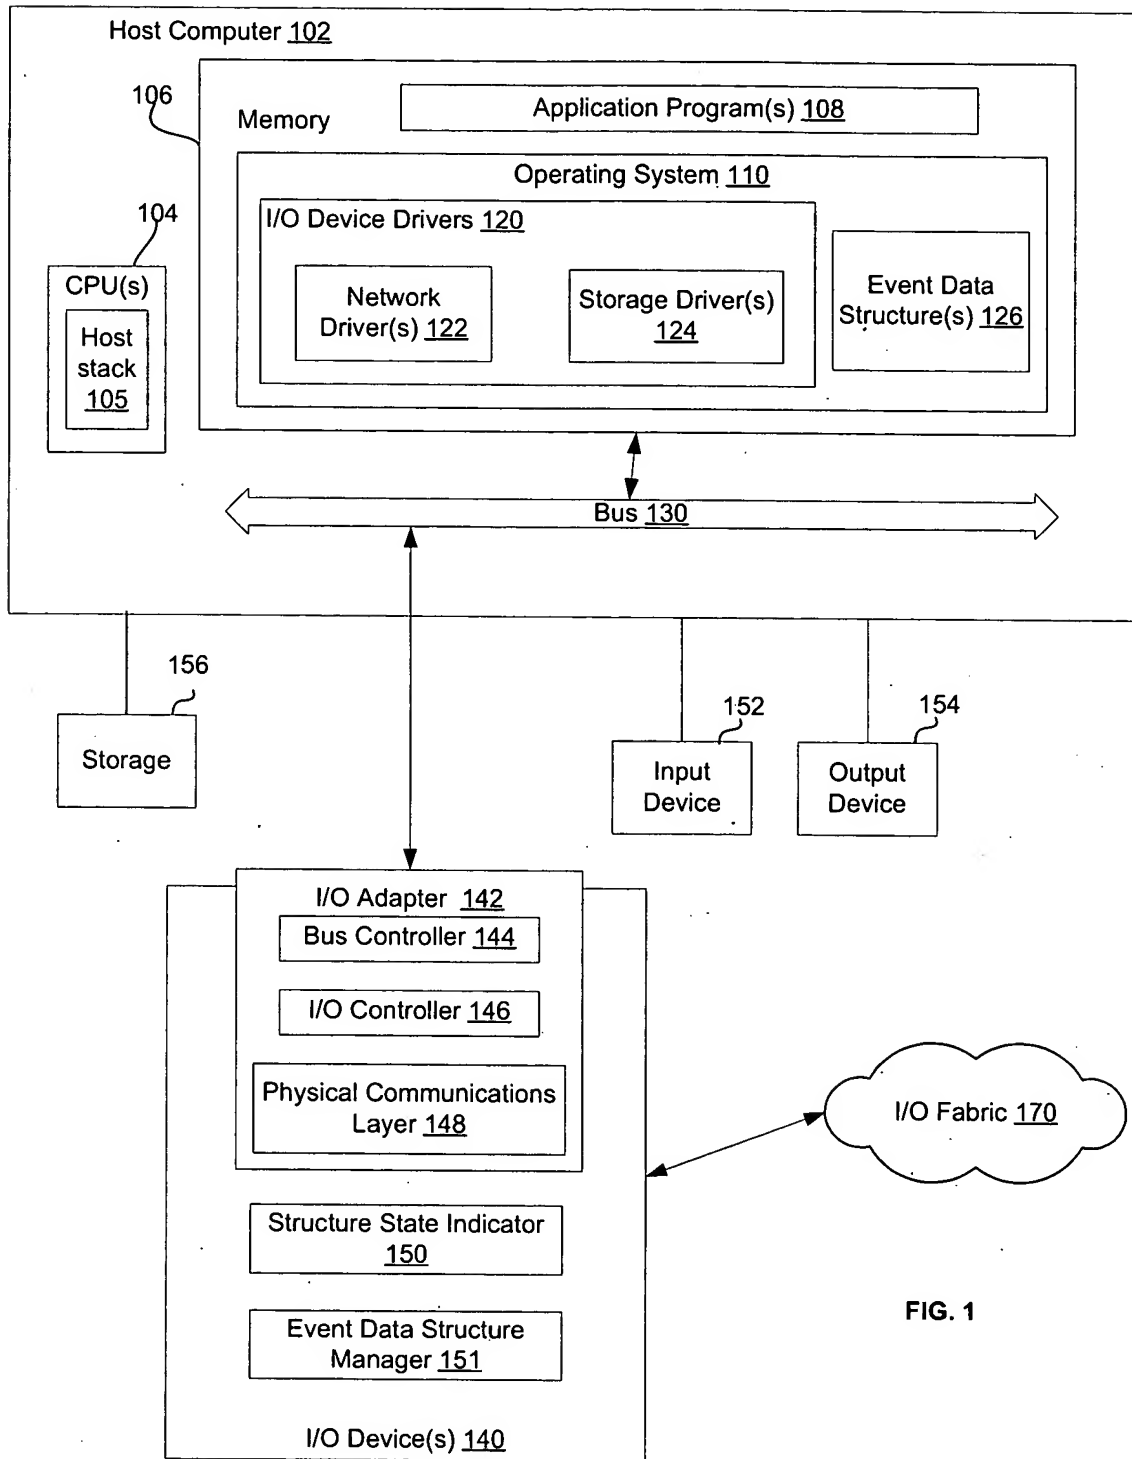 Host Computer 102
106
Memory
Application Program(s) 108
Operating System 110
I/O Device Drivers 120
104
CPU(s)
Host
stack
105
Network
Driver(s) 122
Storage Driver(s)
124
Event Data
Structure(s) 126
Bus 130
156
Storage
152
Input
Device
154
Output
Device
I/O Adapter 142
Bus Controller 144
I/O Controller 146
Physical Communications
Layer 148
I/O Fabric 170
Structure State Indicator
150
Event Data Structure
Manager 151
I/O Device(s) 140
FIG. 1